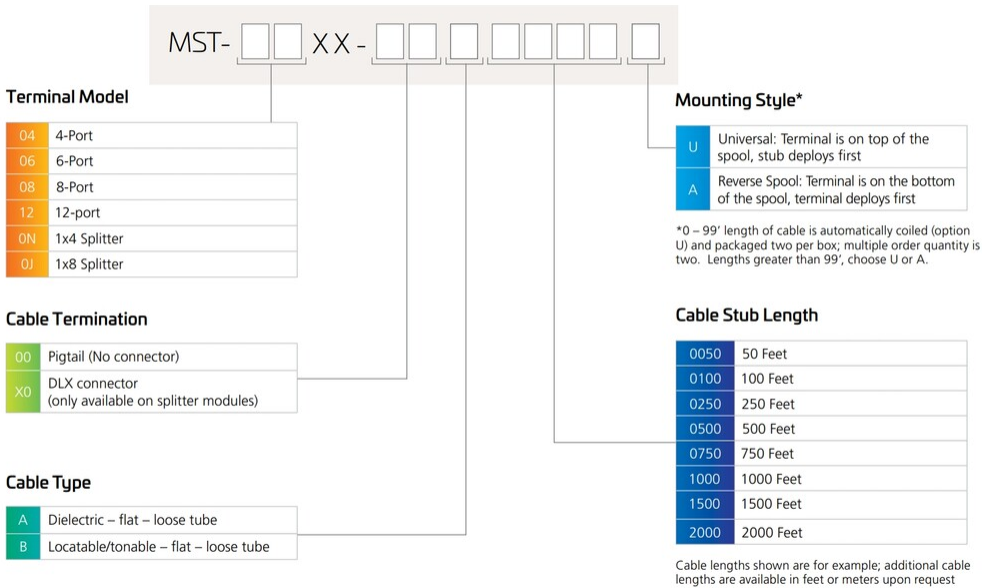 MST- XX-
Terminal Model
04 4-Port
06 6-Port
08 8-Port
12 12-port
0N 1x4 Splitter
0J 1x8 Splitter
Cable Termination
00 Pigtail (No connector)
X0 DLX connector
(only available on splitter modules)
Cable Type
A Dielectric – flat – loose tube
B Locatable/tonable – flat – loose tube
Mounting Style*
U Universal: Terminal is on top of the
spool, stub deploys first
A Reverse Spool: Terminal is on the bottom
of the spool, terminal deploys first
*0 – 99’ length of cable is automatically coiled (option
U) and packaged two per box; multiple order quantity is
two. Lengths greater than 99’, choose U or A.
Cable Stub Length
0050 50 Feet
0100 100 Feet
0250 250 Feet
0500 500 Feet
0750 750 Feet
1000 1000 Feet
1500 1500 Feet
2000 2000 Feet
Cable lengths shown are for example; additional cable
lengths are available in feet or meters upon request